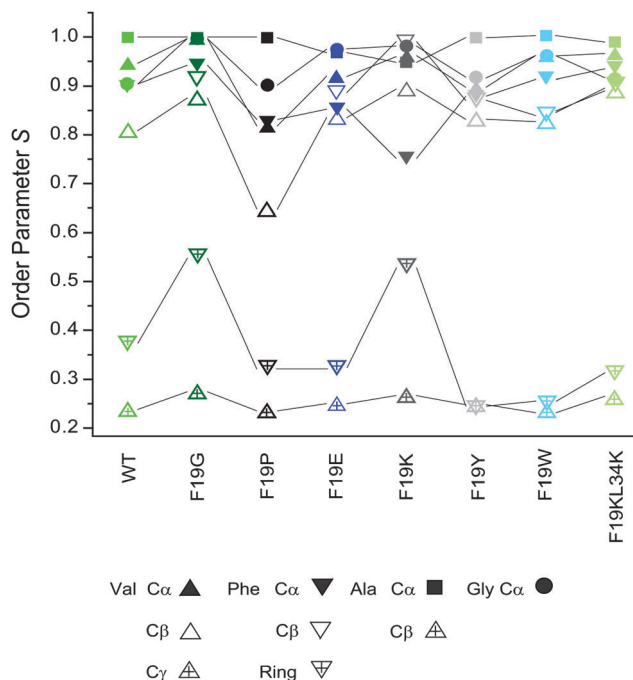 Order Parameter S
1.0
0.9
0.8
0.7
0.6
0.5
0.4
0.3
0.2
WT
F19G
F19P
F19E
F19K
F19Y
F19W
F19KL34K
Val Cα Phe Cα Ala Cα Gly Cα
Cβ Cβ Cβ
Cγ Ring